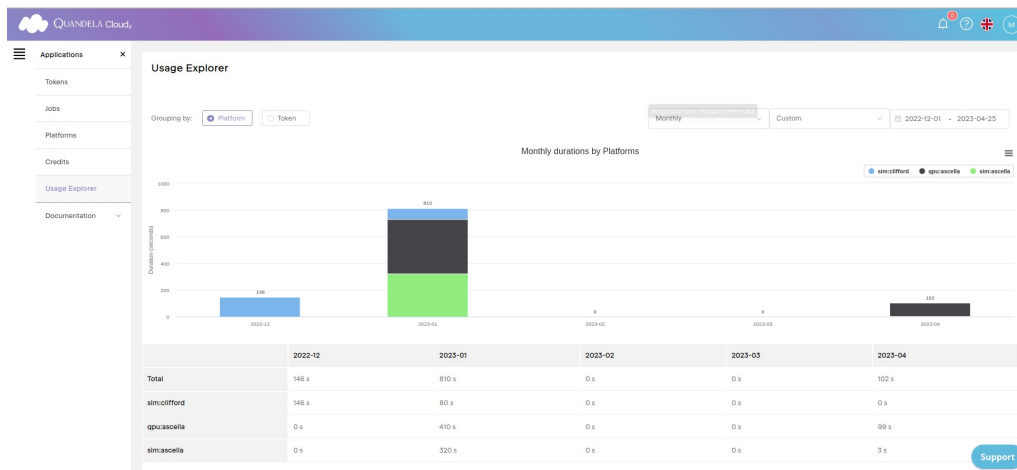 QUANDELA Cloud
0
M
Applications ×
Tokens
Jobs
Platforms
Credits
Usage Explorer
Documentation
Usage Explorer
Grouping by: Platform Token
Monthly Custom 2022-12-01 - 2023-04-25
Monthly durations by Platforms
sim:clifford qpu:ascella sim:ascella
Duration (seconds)
1000
800
600
400
200
0
146
810
0
0
102
2022-12 2023-01 2023-02 2023-03 2023-04
2022-12 2023-01 2023-02 2023-03 2023-04
Total 146 s 810 s 0 s 0 s 102 s
sim:clifford 146 s 80 s 0 s 0 s 0 s
qpu:ascella 0 s 410 s 0 s 0 s 99 s
sim:ascella 0 s 320 s 0 s 0 s 3 s
Support